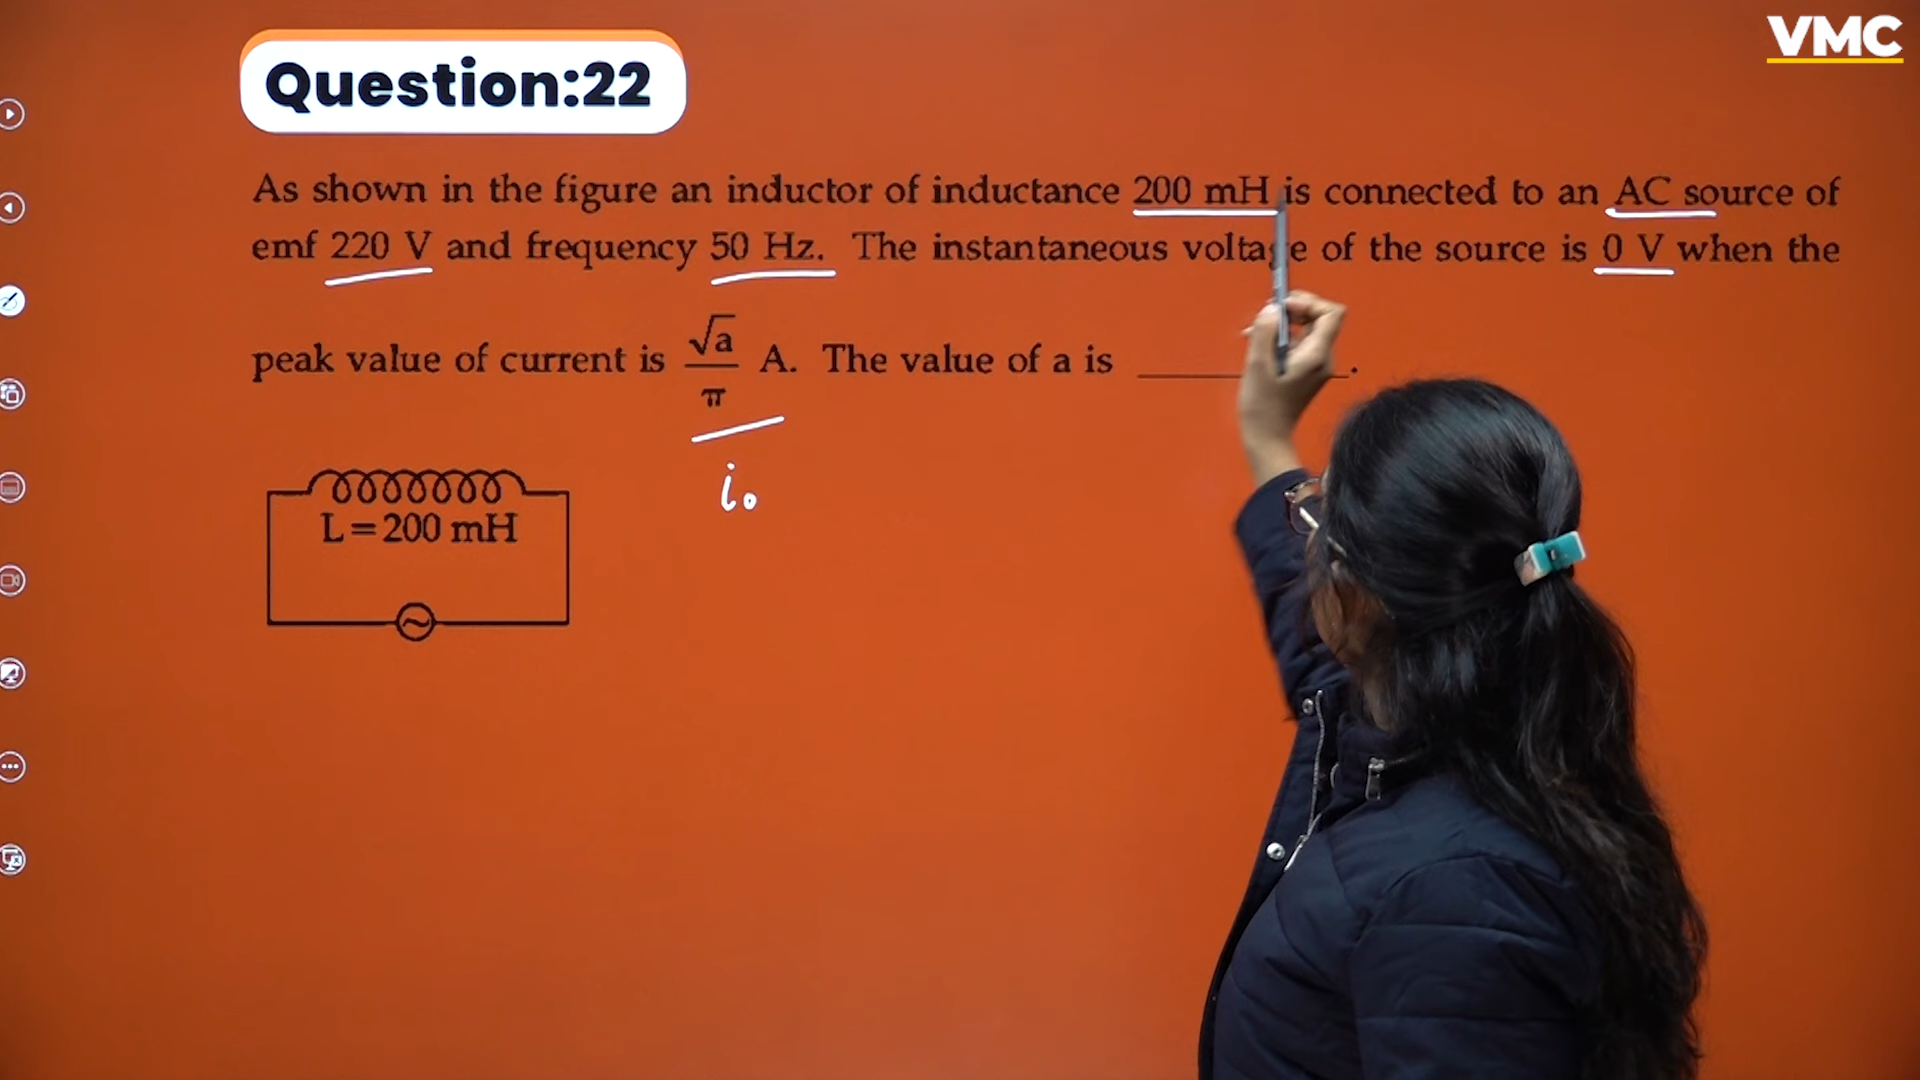 VMC
Question:22
As shown in the figure an inductor of inductance 200 mH is connected to an AC source of
emf 220 V and frequency 50 Hz. The instantaneous voltage of the source is 0 V when the
peak value of current is √a/π A. The value of a is ________.
i₀
L=200 mH